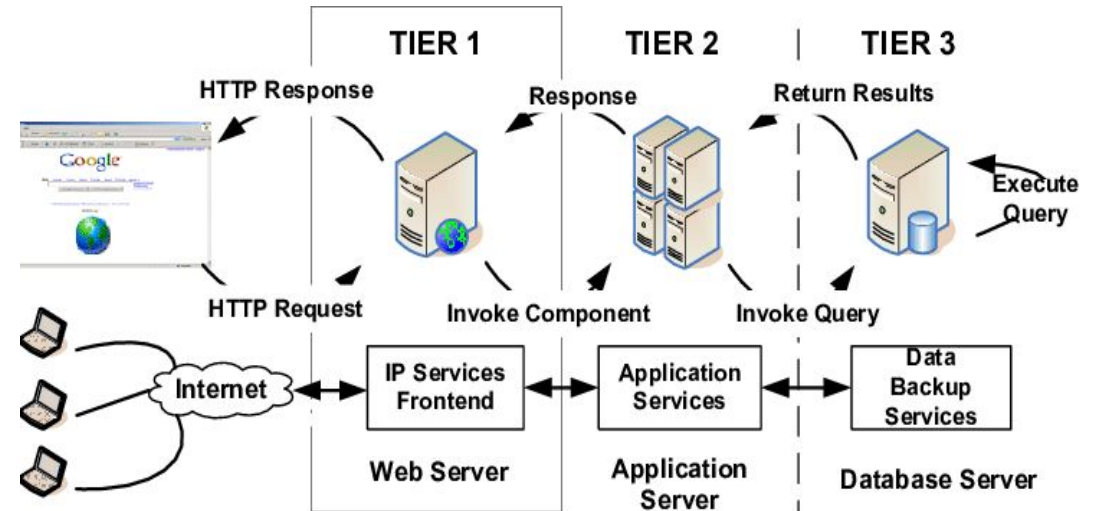 TIER 1
TIER 2
TIER 3
HTTP Response
Response
Return Results
Google
Execute
Query
HTTP Request
Invoke Component
Invoke Query
Internet
IP Services
Frontend
Application
Services
Data
Backup
Services
Web Server
Application
Server
Database Server